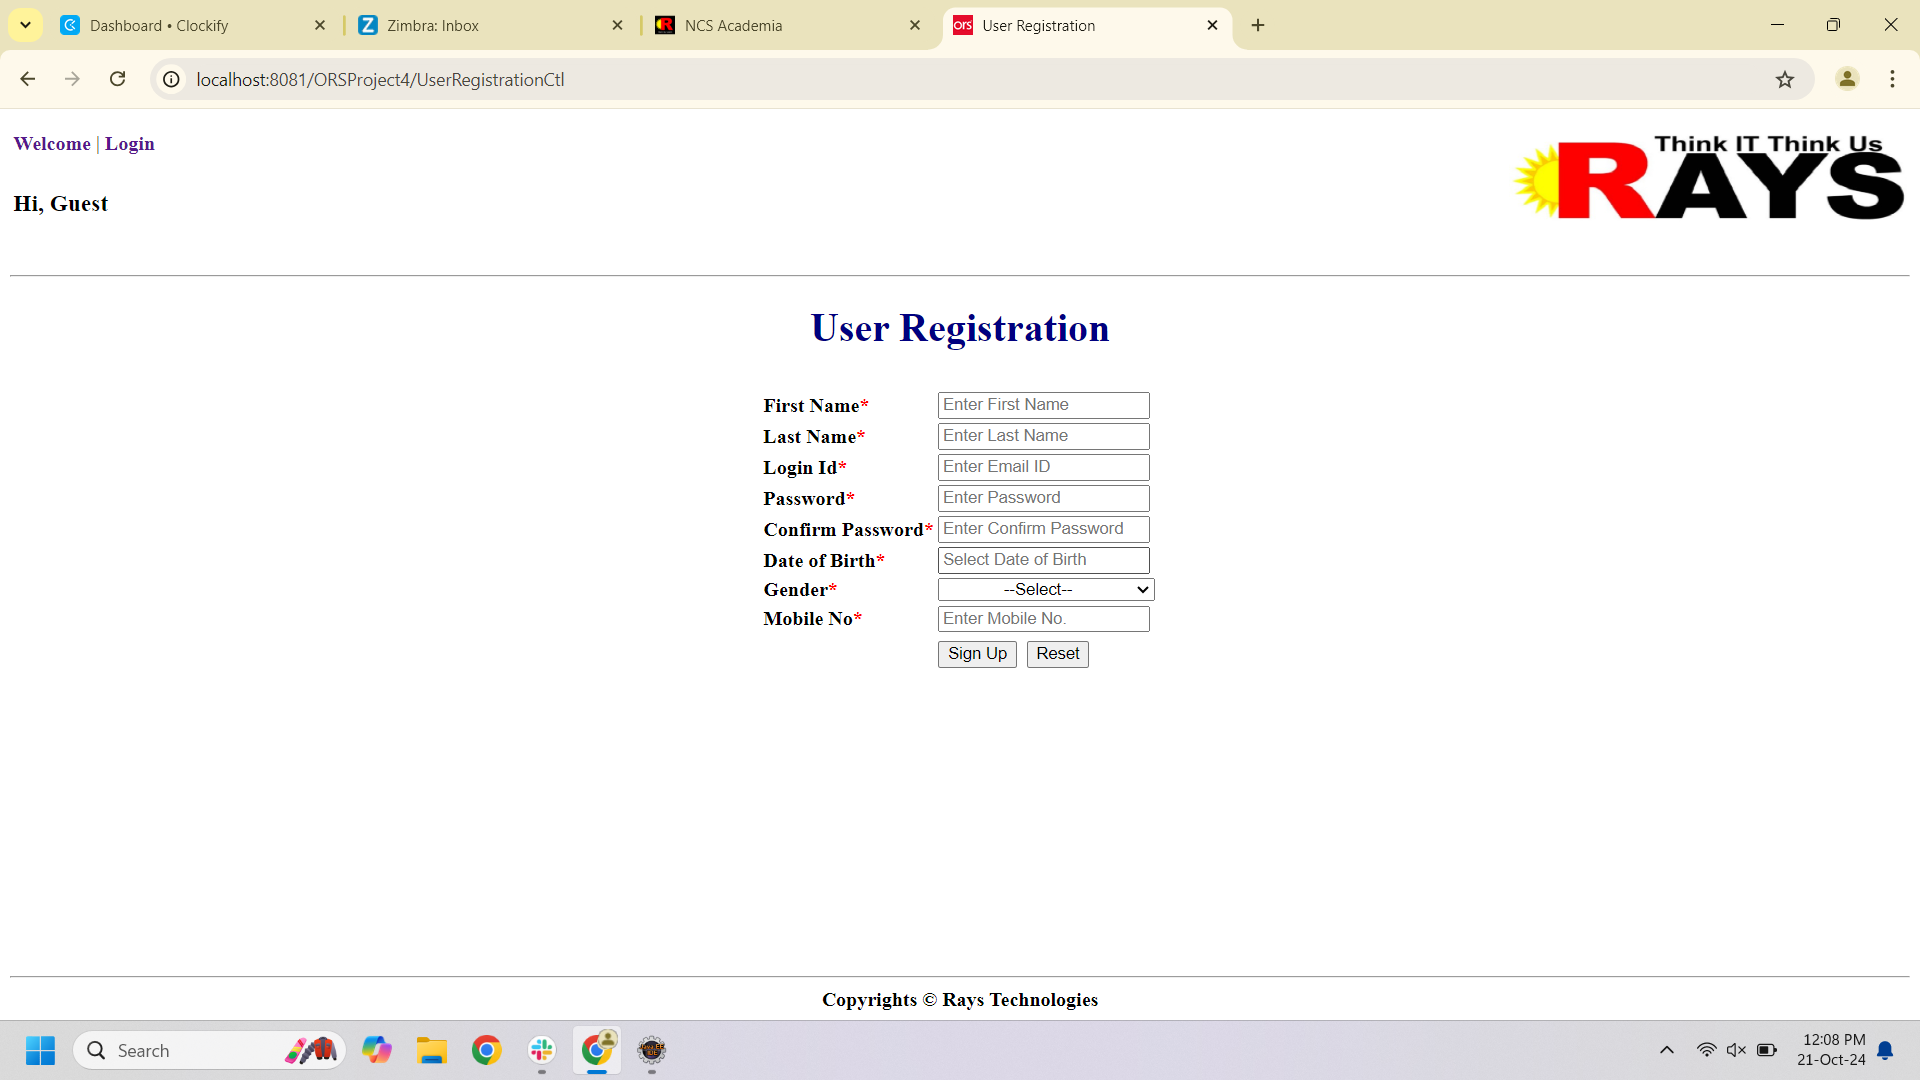 Dashboard • Clockify
Zimbra: Inbox
NCS Academia
ors User Registration
localhost:8081/ORSProject4/UserRegistrationCtl
Welcome | Login
Think IT Think Us
RAYS
Hi, Guest
User Registration
First Name* Enter First Name
Last Name* Enter Last Name
Login Id* Enter Email ID
Password* Enter Password
Confirm Password* Enter Confirm Password
Date of Birth* Select Date of Birth
Gender* --Select--
Mobile No* Enter Mobile No.
Sign Up Reset
Copyrights © Rays Technologies
Search
12:08 PM
21-Oct-24